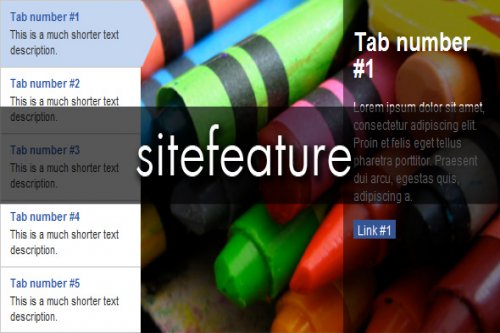 Tab number #1
This is a much shorter text
description.
Tab number #2
This is a much shorter text
description.
Tab number #3
This is a much shorter text
description.
Tab number #4
This is a much shorter text
description.
Tab number #5
This is a much shorter text
description.
sitefeature
Tab number
#1
Lorem ipsum dolor sit amet,
consectetur adipiscing elit.
Proin et felis eget tellus
pharetra porttitor. Praesent
dui arcu, egestas quis,
adipiscing a.
Link #1